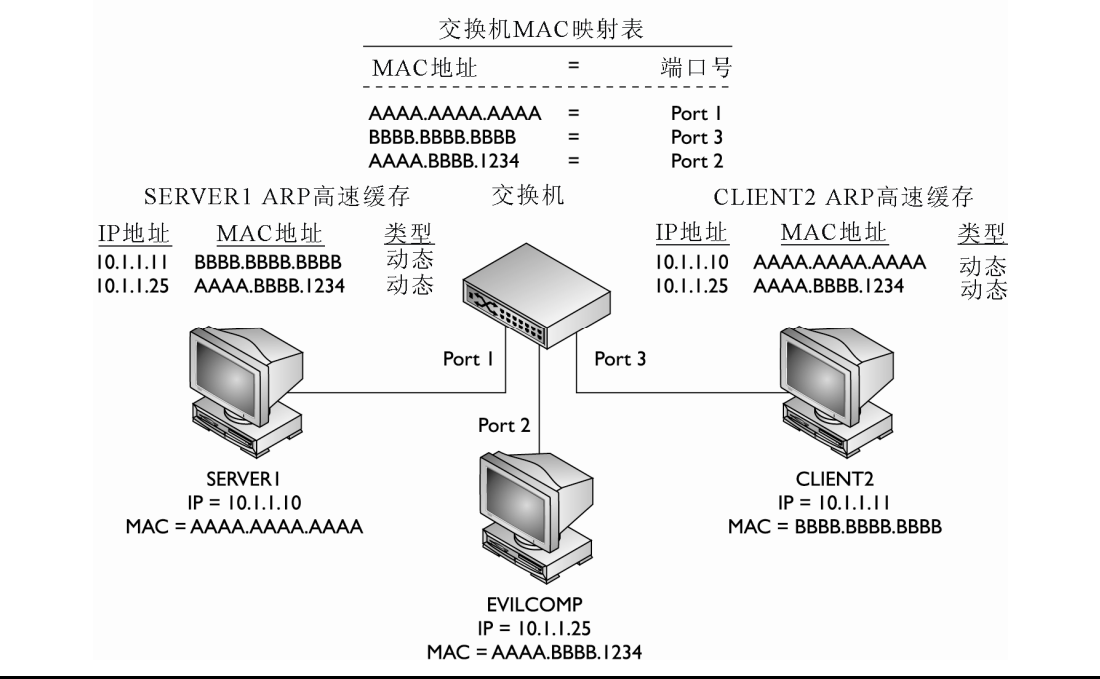 交换机MAC映射表
MAC地址 = 端口号
AAAA.AAAA.AAAA = Port 1
BBBB.BBBB.BBBB = Port 3
AAAA.BBBB.1234 = Port 2
SERVER1 ARP高速缓存
IP地址 MAC地址 类型
10.1.1.11 BBBB.BBBB.BBBB 动态
10.1.1.25 AAAA.BBBB.1234 动态
交换机
CLIENT2 ARP高速缓存
IP地址 MAC地址 类型
10.1.1.10 AAAA.AAAA.AAAA 动态
10.1.1.25 AAAA.BBBB.1234 动态
Port 1
Port 3
Port 2
SERVER1
IP = 10.1.1.10
MAC = AAAA.AAAA.AAAA
CLIENT2
IP = 10.1.1.11
MAC = BBBB.BBBB.BBBB
EVILCOMP
IP = 10.1.1.25
MAC = AAAA.BBBB.1234